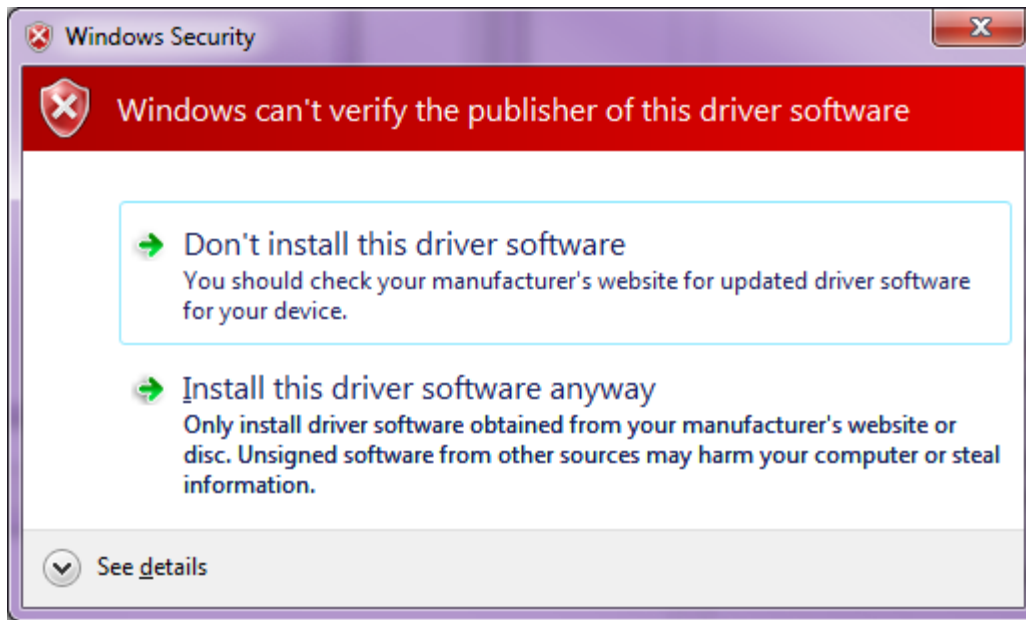 Windows Security
Windows can't verify the publisher of this driver software
Don't install this driver software
You should check your manufacturer's website for updated driver software
for your device.
Install this driver software anyway
Only install driver software obtained from your manufacturer's website or
disc. Unsigned software from other sources may harm your computer or steal
information.
See details